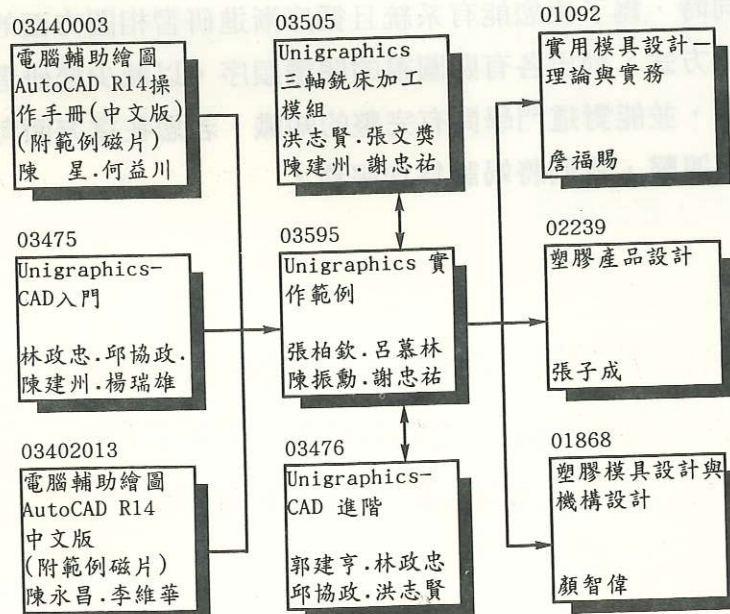 03440003
電腦輔助繪圖
AutoCAD R14操
作手冊(中文版)
(附範例磁片)
陳 星.何益川
03475
Unigraphics-
CAD入門
林政忠.邱協政.
陳建州.楊瑞雄
03402013
電腦輔助繪圖
AutoCAD R14
中文版
(附範例磁片)
陳永昌.李維華
03505
Unigraphics
三軸銑床加工
模組
洪志賢.張文獎
陳建州.謝忠祐
03595
Unigraphics 實
作範例
張柏欽.呂慕林
陳振勳.謝忠祐
03476
Unigraphics-
CAD 進階
郭建亨.林政忠
邱協政.洪志賢
01092
實用模具設計
理論與實務
詹福賜
02239
塑膠產品設計
張子成
01868
塑膠模具設計與
機構設計
顏智偉